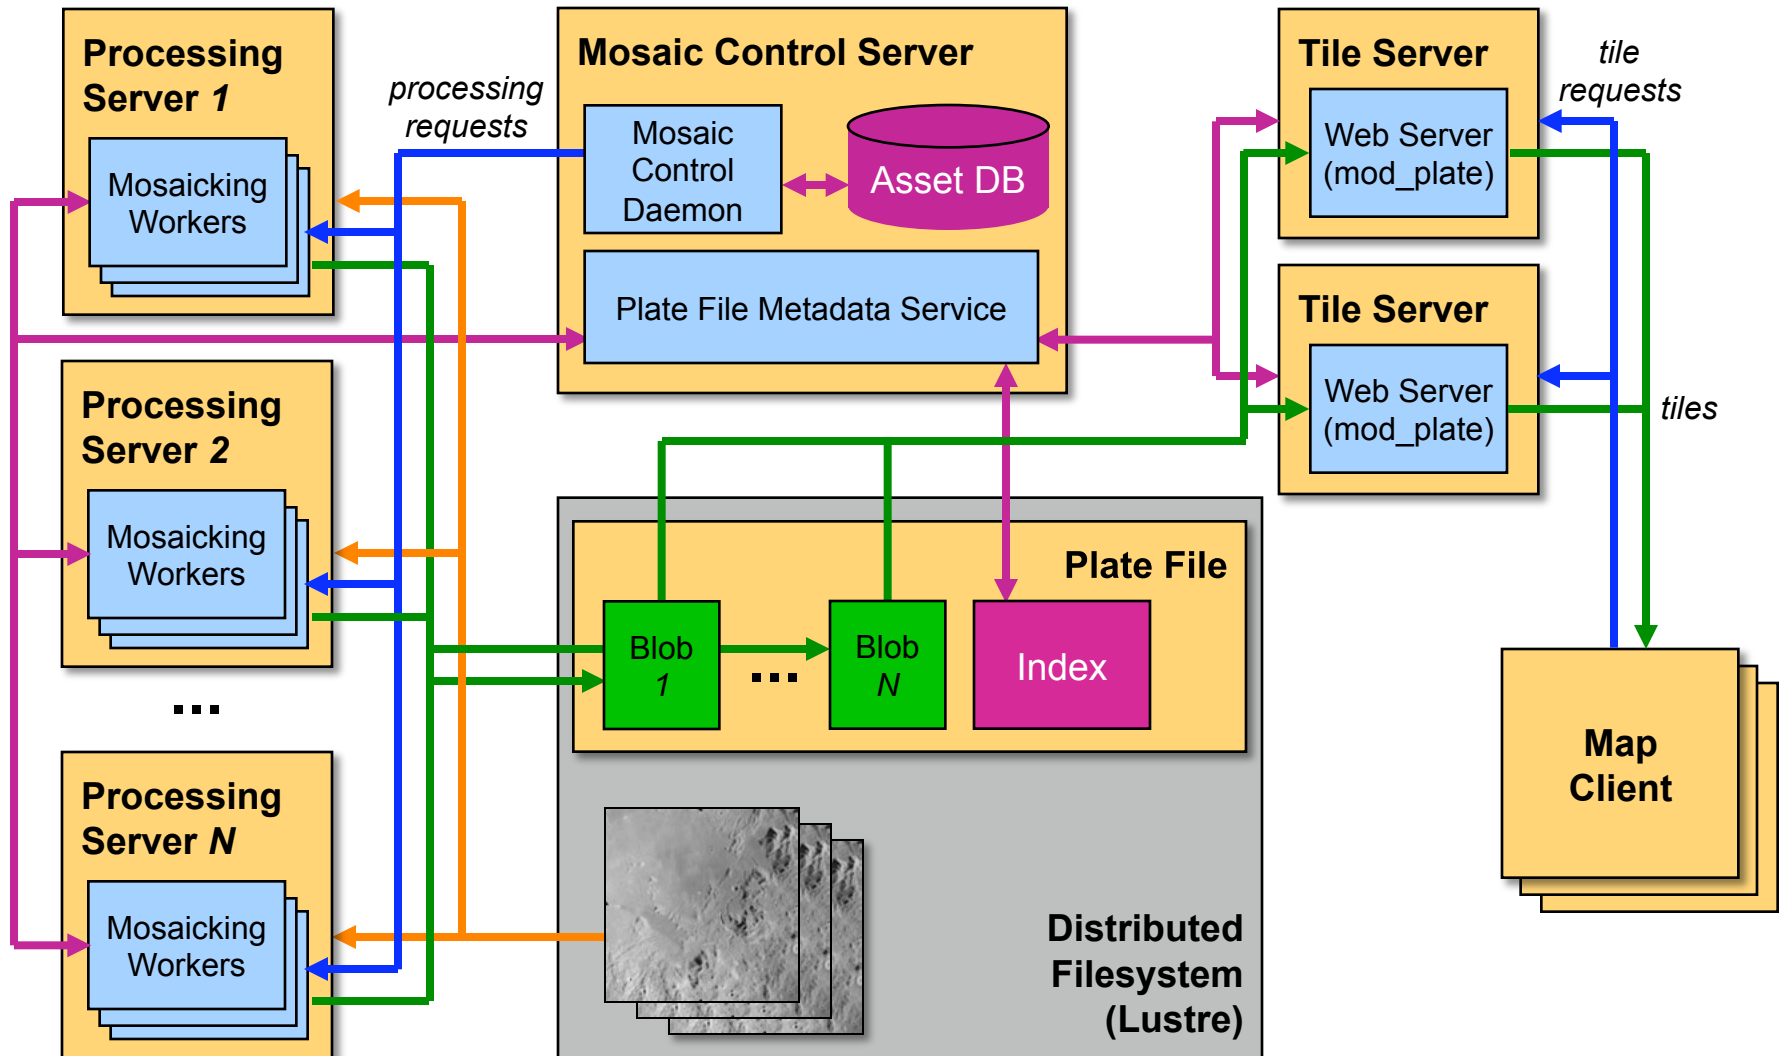 Processing
Server 1
Mosaicking
Workers
Processing
Server 2
Mosaicking
Workers
...
Processing
Server N
Mosaicking
Workers
processing
requests
Mosaic Control Server
Mosaic
Control
Daemon
Asset DB
Plate File Metadata Service
Plate File
Blob
1
...
Blob
N
Index
Distributed
Filesystem
(Lustre)
Tile Server
Web Server
(mod_plate)
Tile Server
Web Server
(mod_plate)
tile
requests
tiles
Map
Client